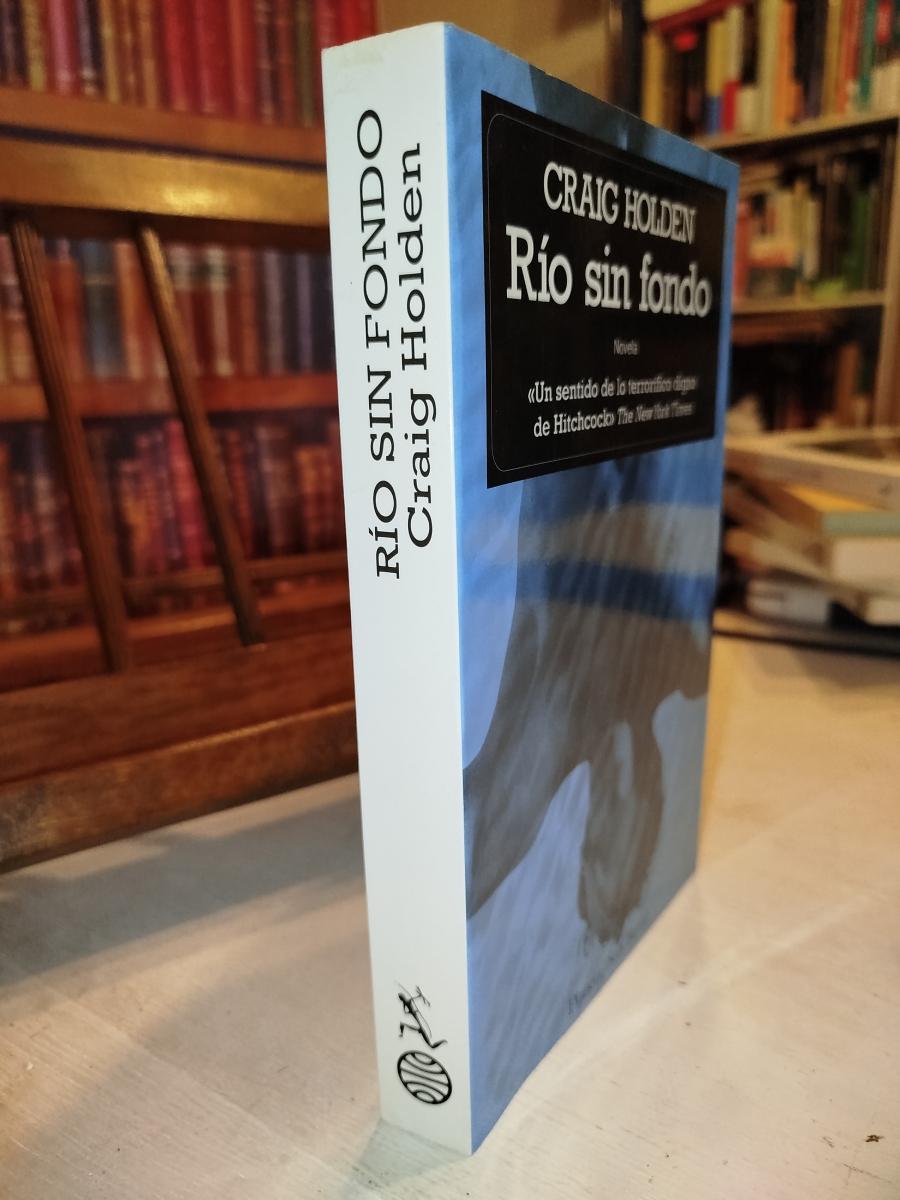 RÍO SIN FONDO
Craig Holden
CRAIG HOLDEN
Río sin fondo
Novela
«Un sentido de lo terrorífico digno
de Hitchcock» The New York Times